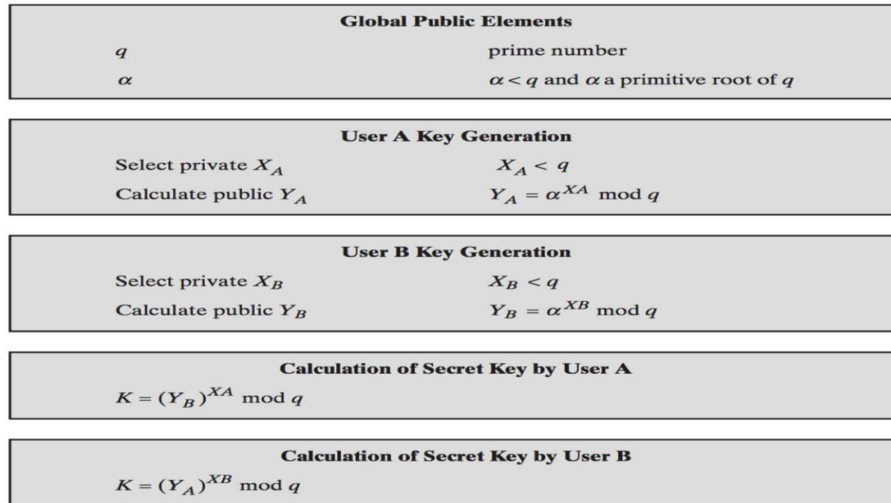 Global Public Elements
q prime number
α α < q and α a primitive root of q
User A Key Generation
Select private X_A X_A < q
Calculate public Y_A Y_A = α^XA mod q
User B Key Generation
Select private X_B X_B < q
Calculate public Y_B Y_B = α^XB mod q
Calculation of Secret Key by User A
K = (Y_B)^XA mod q
Calculation of Secret Key by User B
K = (Y_A)^XB mod q